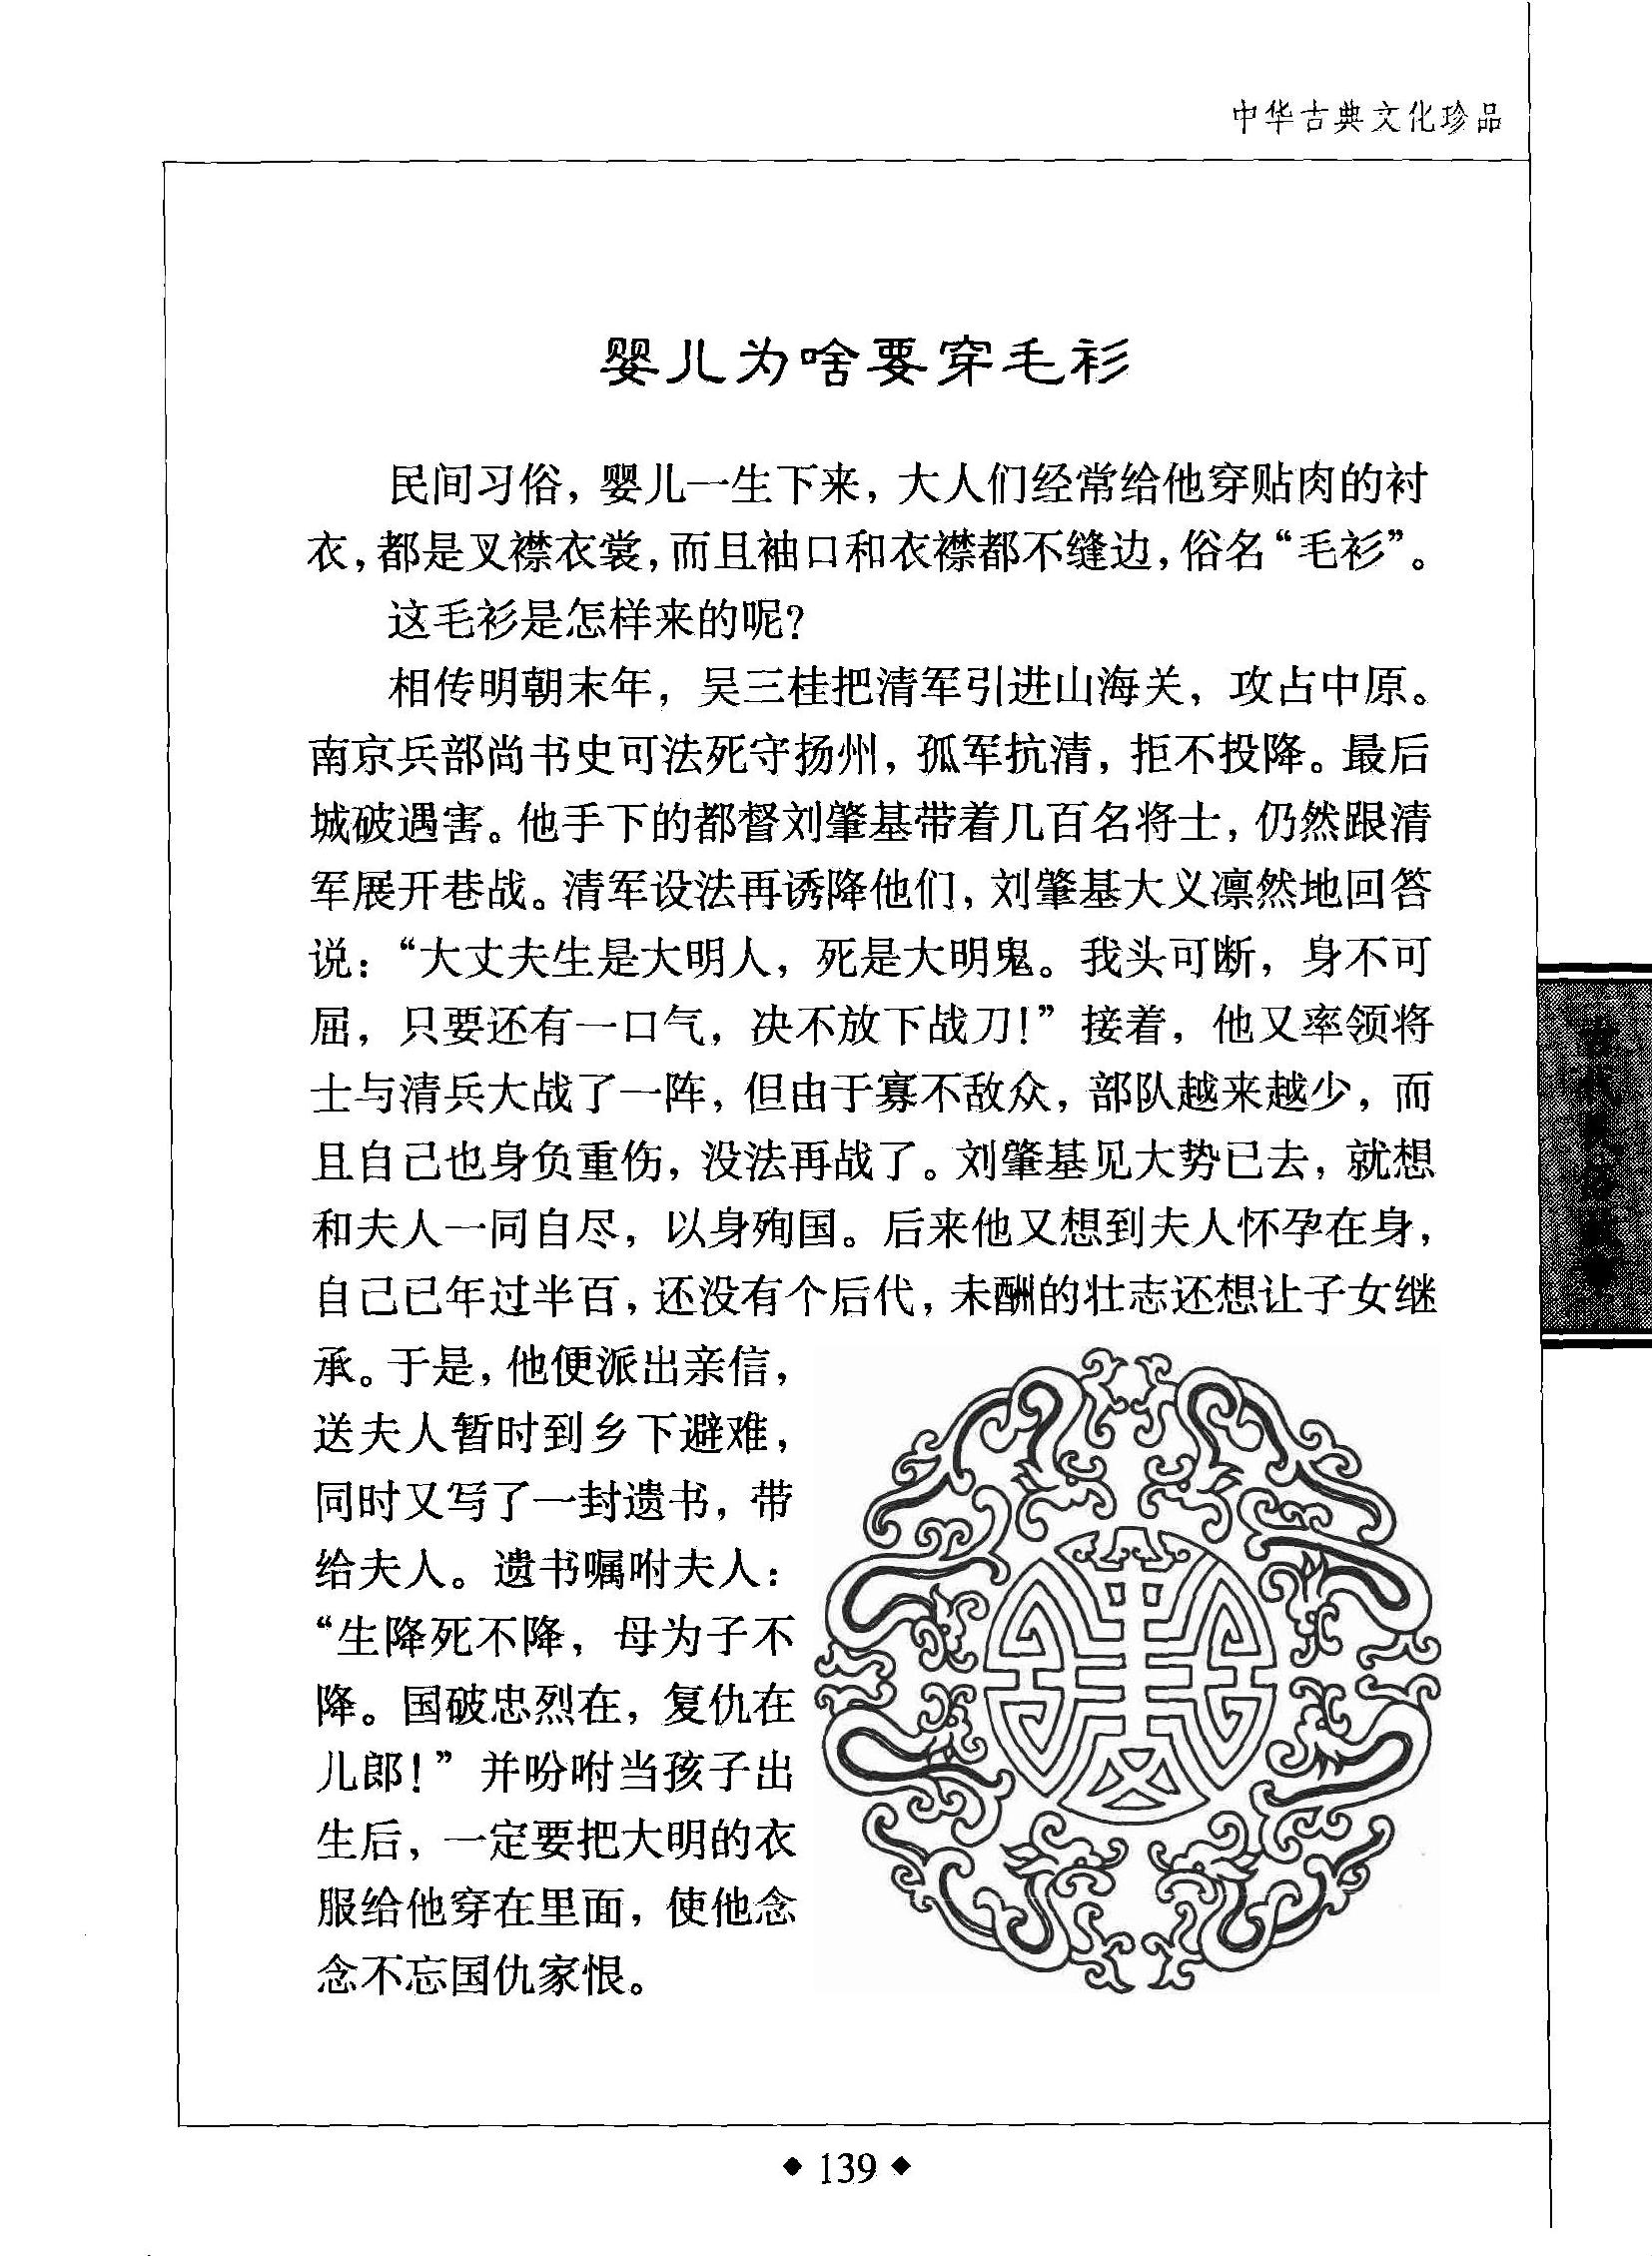 中华古典文化珍品
婴儿为啥要穿毛衫
民间习俗，婴儿一生下来，大人们经常给他穿贴肉的衬
衣，都是叉襟衣裳，而且袖口和衣襟都不缝边，俗名“毛衫”。
这毛衫是怎样来的呢？
相传明朝末年，吴三桂把清军引进山海关，攻占中原。
南京兵部尚书史可法死守扬州，孤军抗清，拒不投降。最后
城破遇害。他手下的都督刘肇基带着几百名将士，仍然跟清
军展开巷战。清军设法再诱降他们，刘肇基大义凛然地回答
说：“大丈夫生是大明人，死是大明鬼。我头可断，身不可
屈，只要还有一口气，决不放下战刀！”接着，他又率领将
士与清兵大战了一阵，但由于寡不敌众，部队越来越少，而
且自己也身负重伤，没法再战了。刘肇基见大势已去，就想
和夫人一同自尽，以身殉国。后来他又想到夫人怀孕在身，
自己已年过半百，还没有个后代，未酬的壮志还想让子女继
承。于是，他便派出亲信，
送夫人暂时到乡下避难，
同时又写了一封遗书，带
给夫人。遗书嘱咐夫人：
“生降死不降，母为子不
降。国破忠烈在，复仇在
儿郎！”并吩咐当孩子出
生后，一定要把大明的衣
服给他穿在里面，使他念
念不忘国仇家恨。
古代民俗故事
◆ 139 ◆